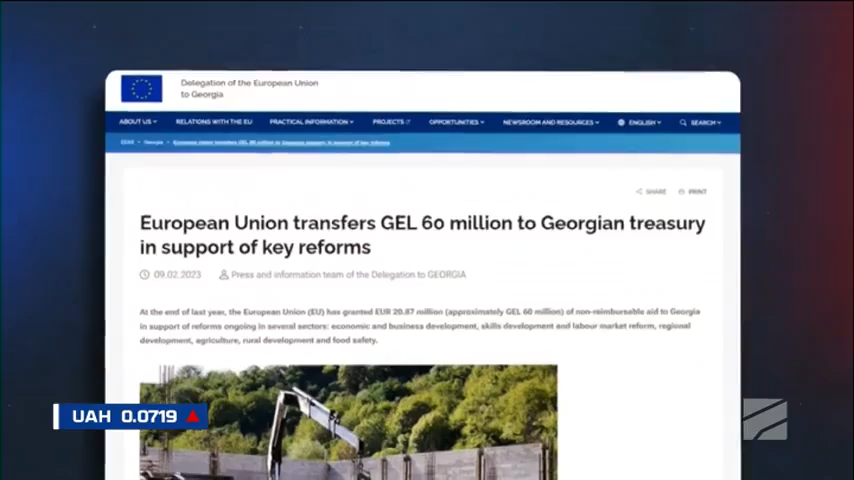 Delegation of the European Union
to Georgia
ABOUT US RELATIONS WITH THE EU PRACTICAL INFORMATION PROJECTS OPPORTUNITIES NEWSROOM AND RESOURCES ENGLISH SEARCH
EEAS Georgia European Union transfers GEL 60 million to Georgian treasury in support of key reforms
SHARE PRINT
European Union transfers GEL 60 million to Georgian treasury
in support of key reforms
09.02.2023 Press and information team of the Delegation to GEORGIA
At the end of last year, the European Union (EU) has granted EUR 20.87 million (approximately GEL 60 million) of non-reimbursable aid to Georgia
in support of reforms ongoing in several sectors: economic and business development, skills development and labour market reform, regional
development, agriculture, rural development and food safety.
UAH 0.0719